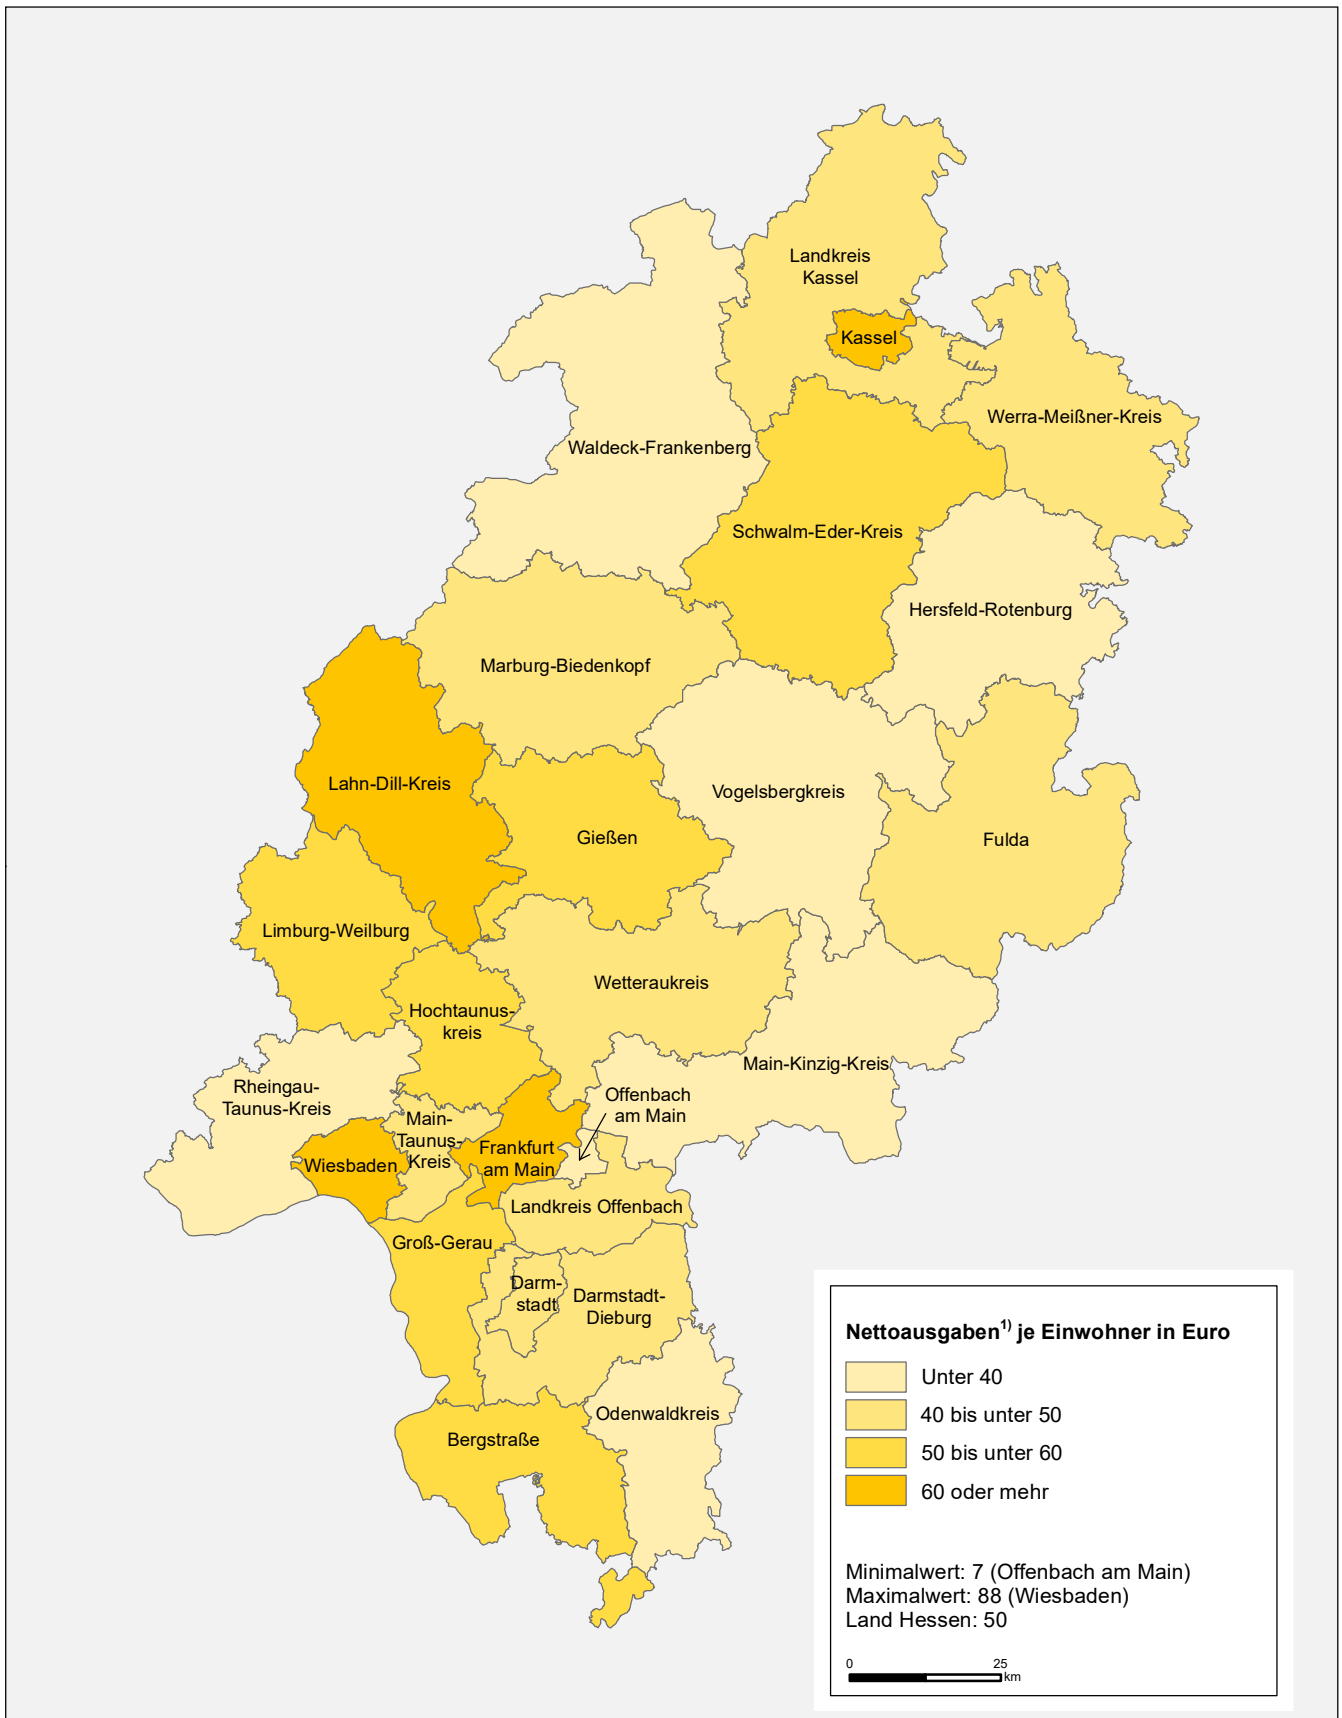 Landkreis
Kassel
Kassel
Werra-Meißner-Kreis
Waldeck-Frankenberg
Schwalm-Eder-Kreis
Hersfeld-Rotenburg
Marburg-Biedenkopf
Lahn-Dill-Kreis
Vogelsbergkreis
Gießen
Fulda
Limburg-Weilburg
Wetteraukreis
Hochtaunus-
kreis
Main-Kinzig-Kreis
Rheingau-
Taunus-Kreis
Offenbach
am Main
Main-
Taunus-
Kreis
Frankfurt
am Main
Wiesbaden
Landkreis Offenbach
Groß-Gerau
Darm-
stadt
Darmstadt-
Dieburg
Odenwaldkreis
Bergstraße
Nettoausgaben¹⁾ je Einwohner in Euro
Unter 40
40 bis unter 50
50 bis unter 60
60 oder mehr
Minimalwert: 7 (Offenbach am Main)
Maximalwert: 88 (Wiesbaden)
Land Hessen: 50
0 25
km